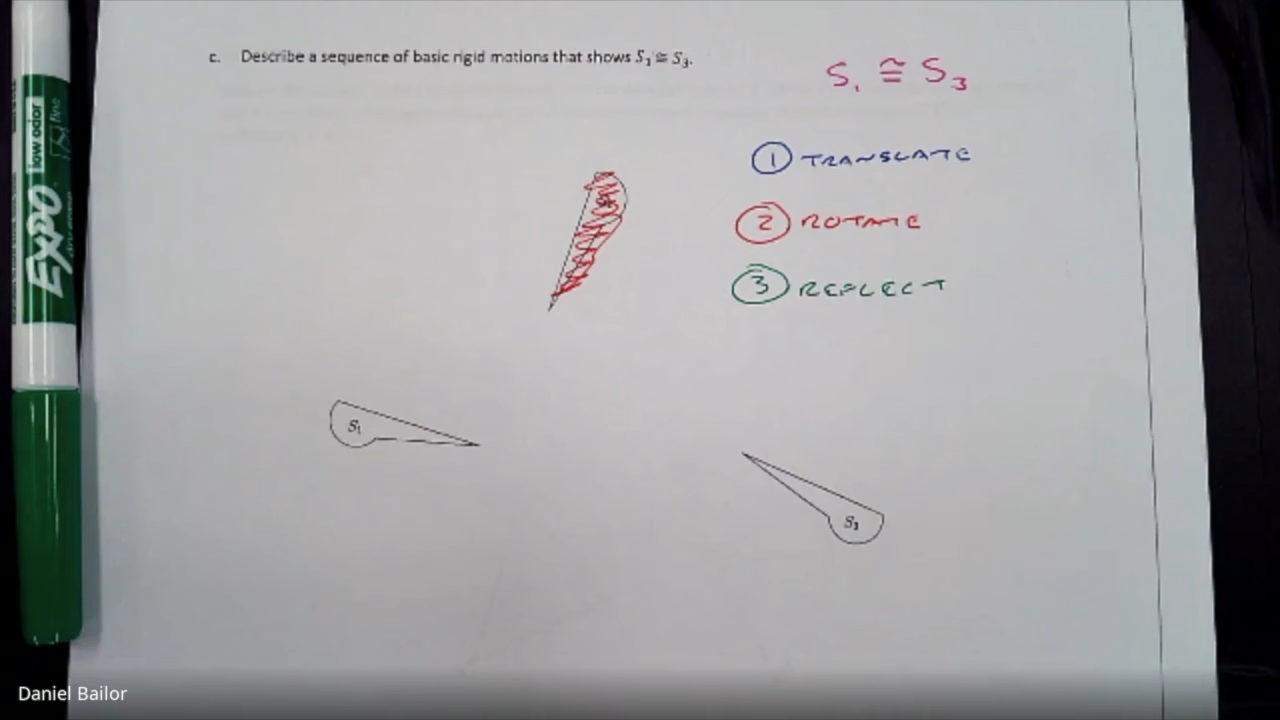 c. Describe a sequence of basic rigid motions that shows S₁ ≅ S₃.
S₁ ≅ S₃
① TRANSLATE
② ROTATE
③ REFLECT
S₁
S₃
EXPO
low odor
fine
Daniel Bailor